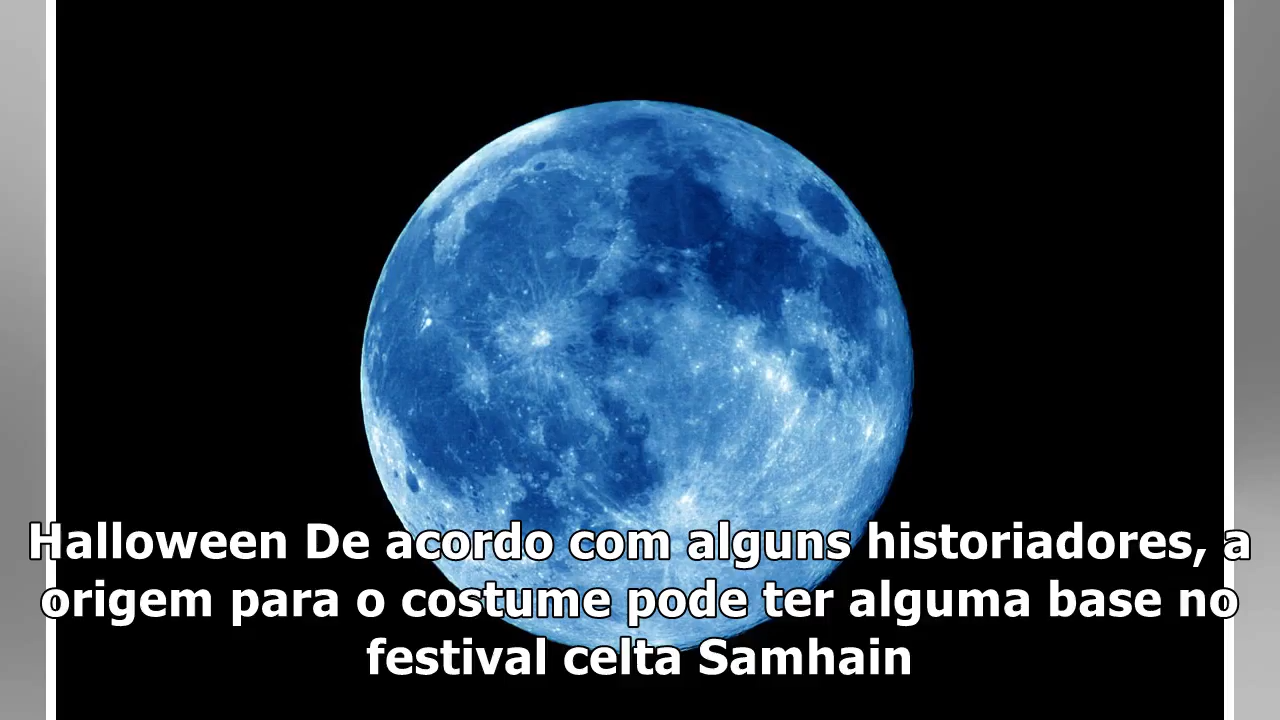 Halloween De acordo com alguns historiadores, a
origem para o costume pode ter alguma base no
festival celta Samhain